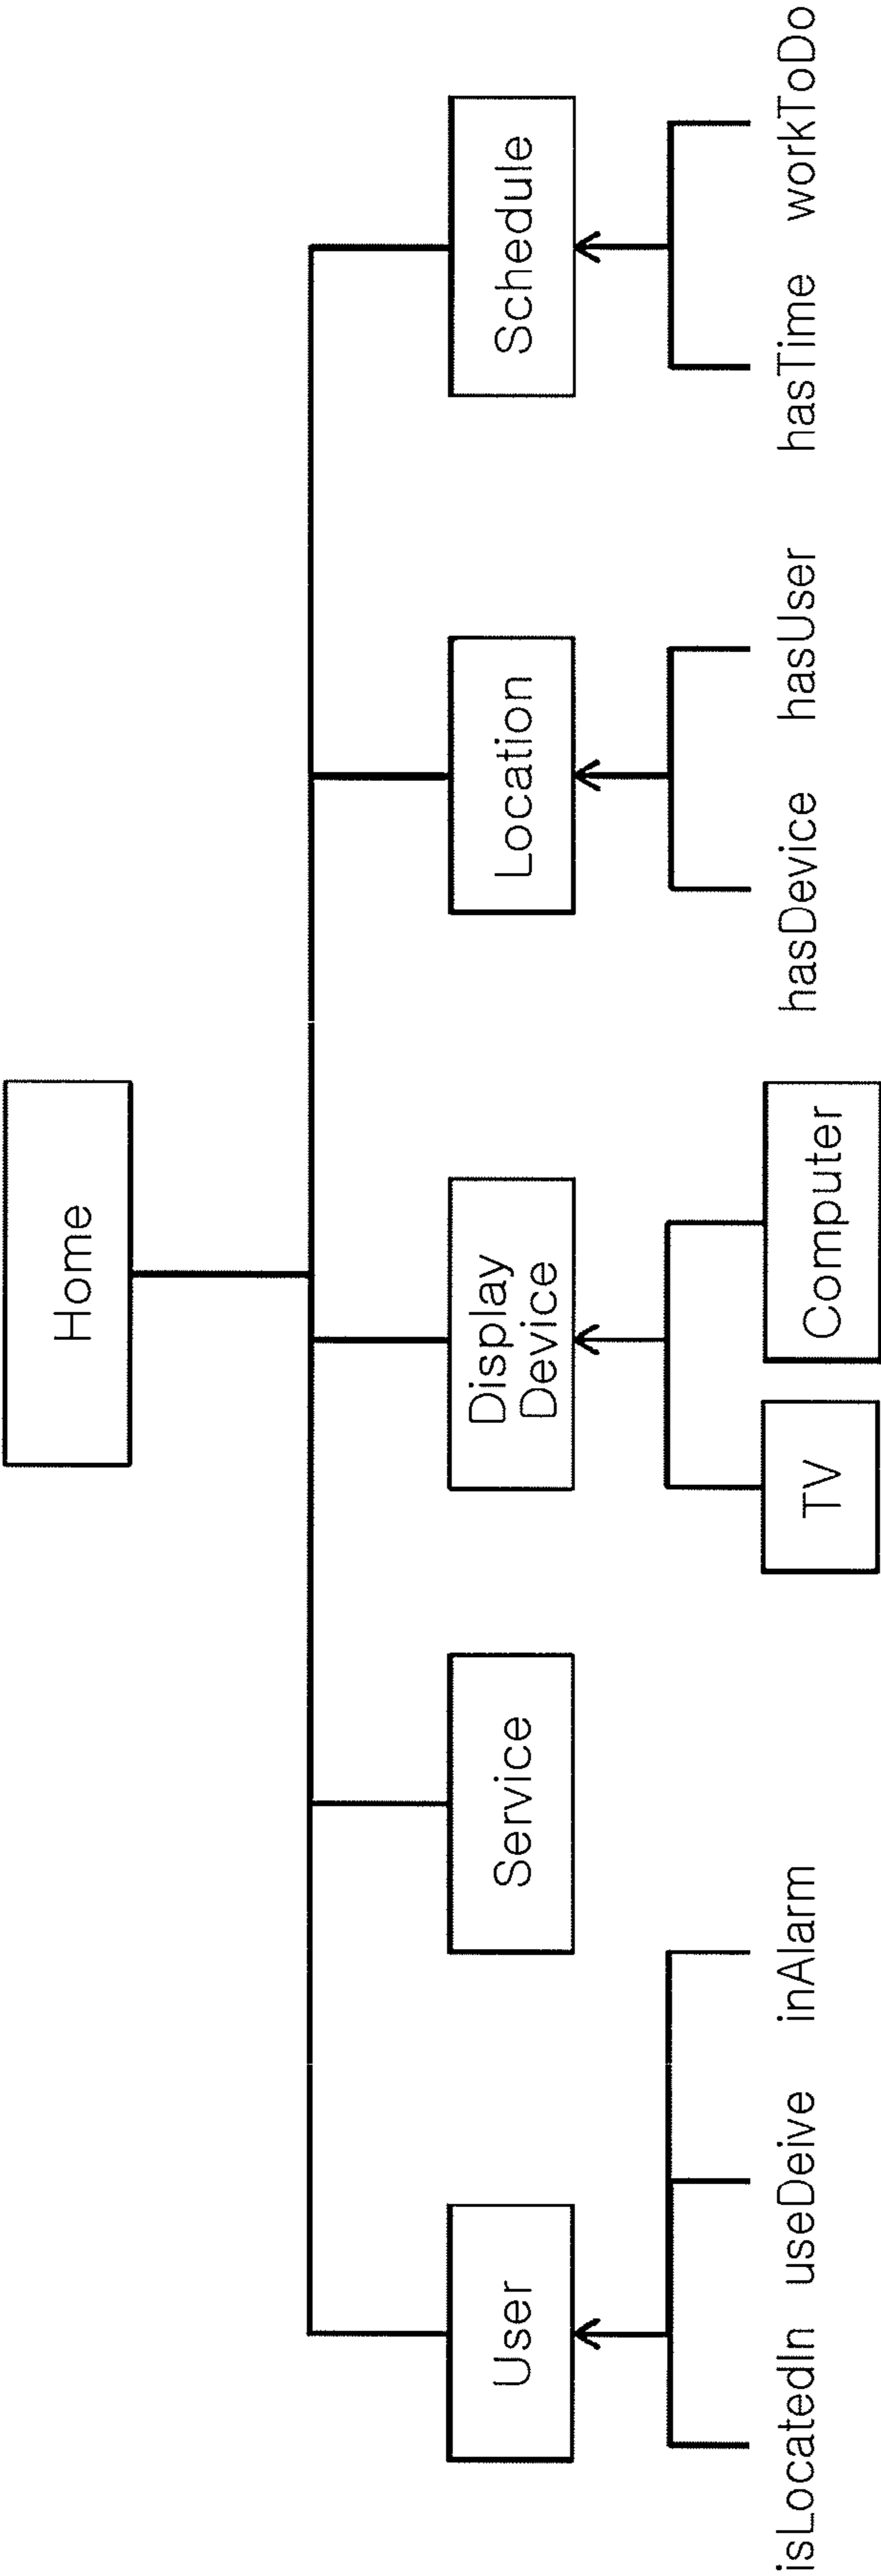 Home
User
Service
Display
Device
Location
Schedule
isLocatedIn
useDeive
inAlarm
TV
Computer
hasDevice
hasUser
hasTime
workToDo